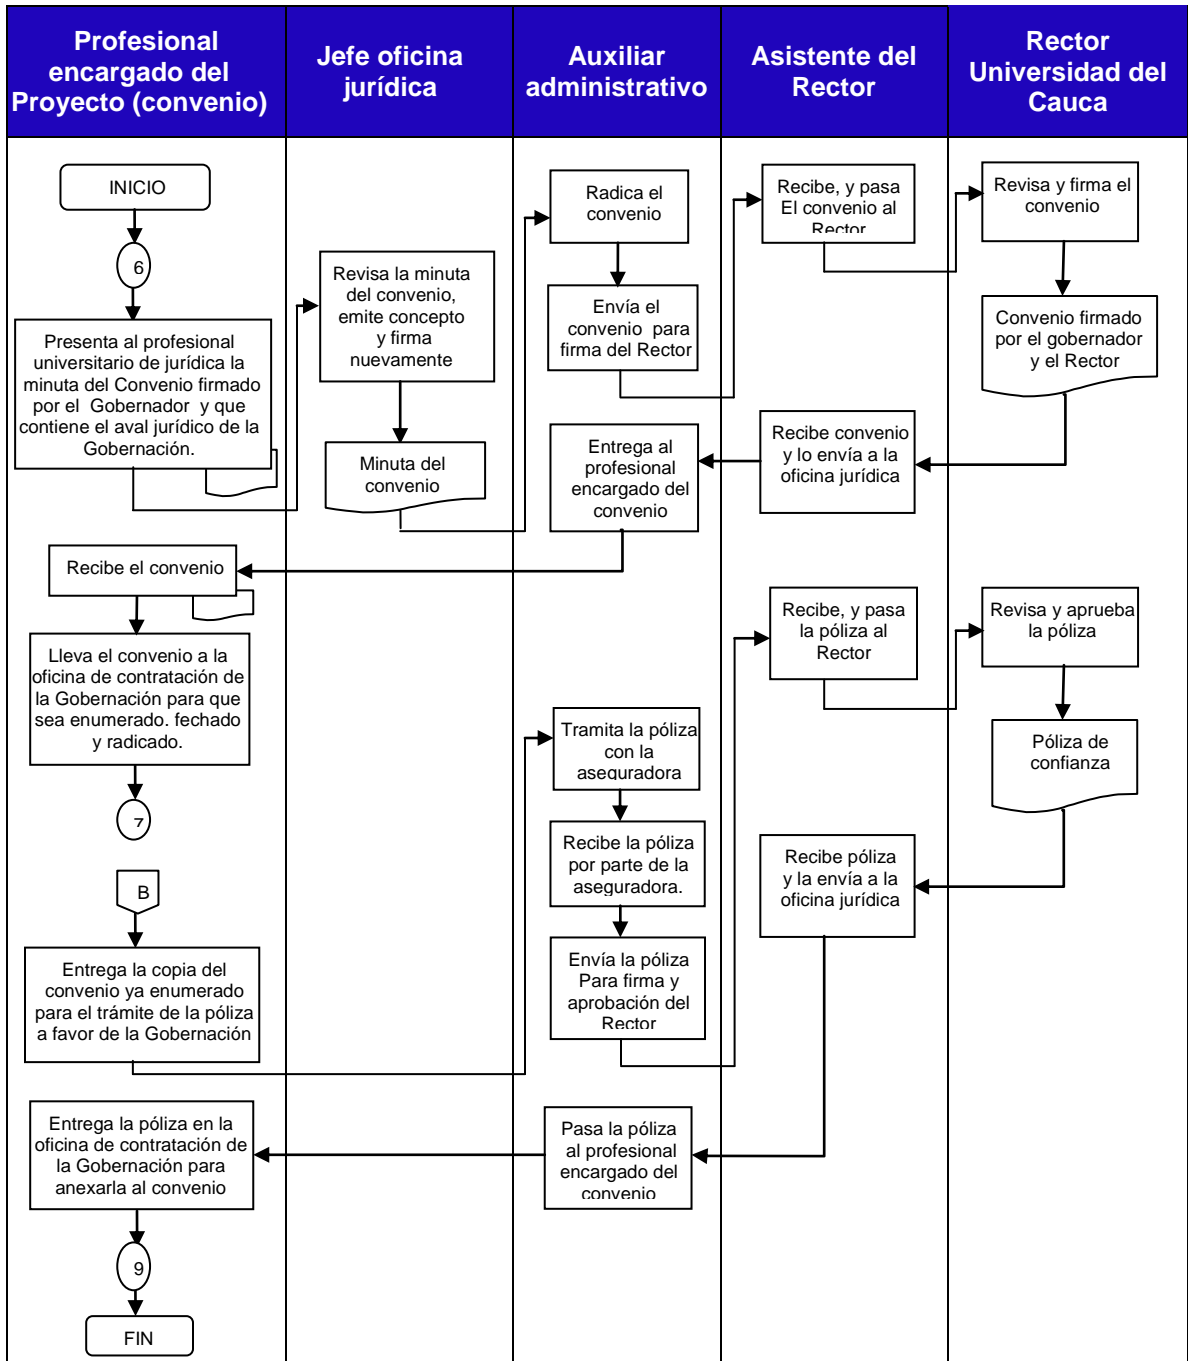 Profesional
encargado del
Proyecto (convenio)
Jefe oficina
jurídica
Auxiliar
administrativo
Asistente del
Rector
Rector
Universidad del
Cauca
INICIO
6
Presenta al profesional
universitario de jurídica la
minuta del Convenio firmado
por el Gobernador y que
contiene el aval jurídico de la
Gobernación.
Revisa la minuta
del convenio,
emite concepto
y firma
nuevamente
Minuta del
convenio
Radica el
convenio
Envía el
convenio para
firma del Rector
Recibe, y pasa
El convenio al
Rector
Revisa y firma el
convenio
Convenio firmado
por el gobernador
y el Rector
Recibe convenio
y lo envía a la
oficina jurídica
Entrega al
profesional
encargado del
convenio
Recibe el convenio
Lleva el convenio a la
oficina de contratación de
la Gobernación para que
sea enumerado. fechado
y radicado.
7
B
Entrega la copia del
convenio ya enumerado
para el trámite de la póliza
a favor de la Gobernación
Tramita la póliza
con la
aseguradora
Recibe la póliza
por parte de la
aseguradora.
Envía la póliza
Para firma y
aprobación del
Rector
Recibe, y pasa
la póliza al
Rector
Revisa y aprueba
la póliza
Póliza de
confianza
Recibe póliza
y la envía a la
oficina jurídica
Pasa la póliza
al profesional
encargado del
convenio
Entrega la póliza en la
oficina de contratación de
la Gobernación para
anexarla al convenio
9
FIN